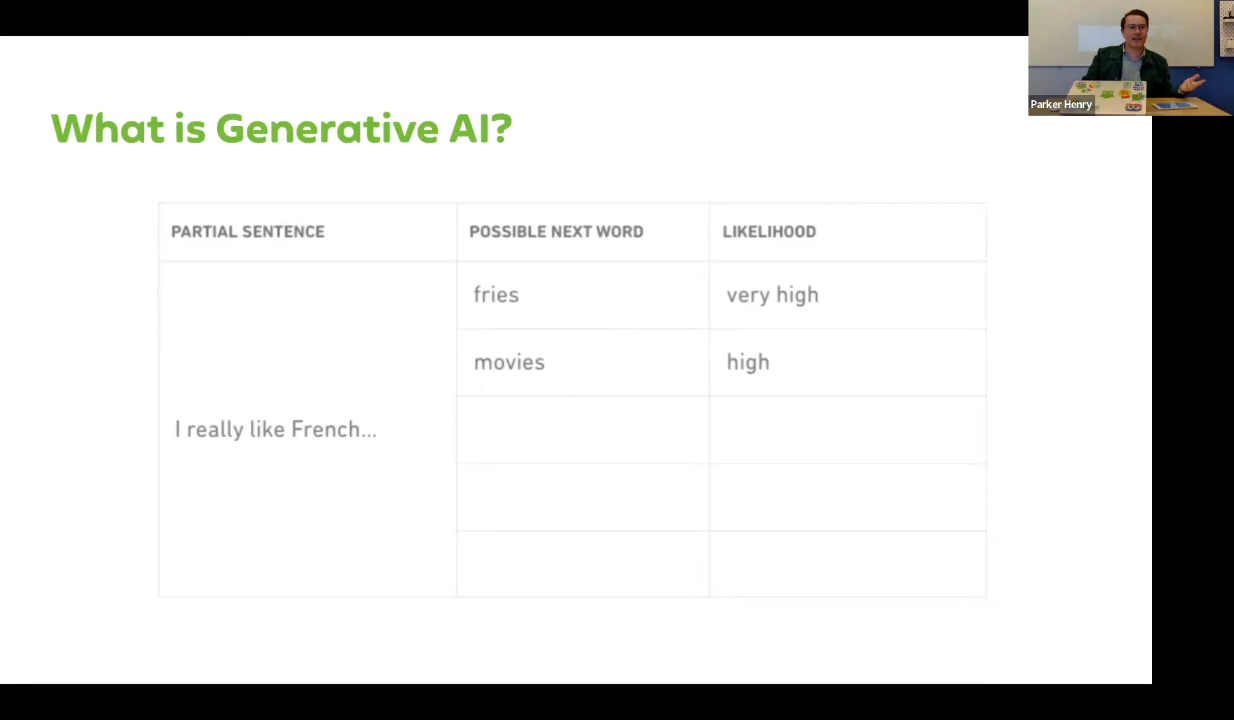 What is Generative AI?
Parker Henry
PARTIAL SENTENCE
POSSIBLE NEXT WORD
LIKELIHOOD
fries
very high
movies
high
I really like French...